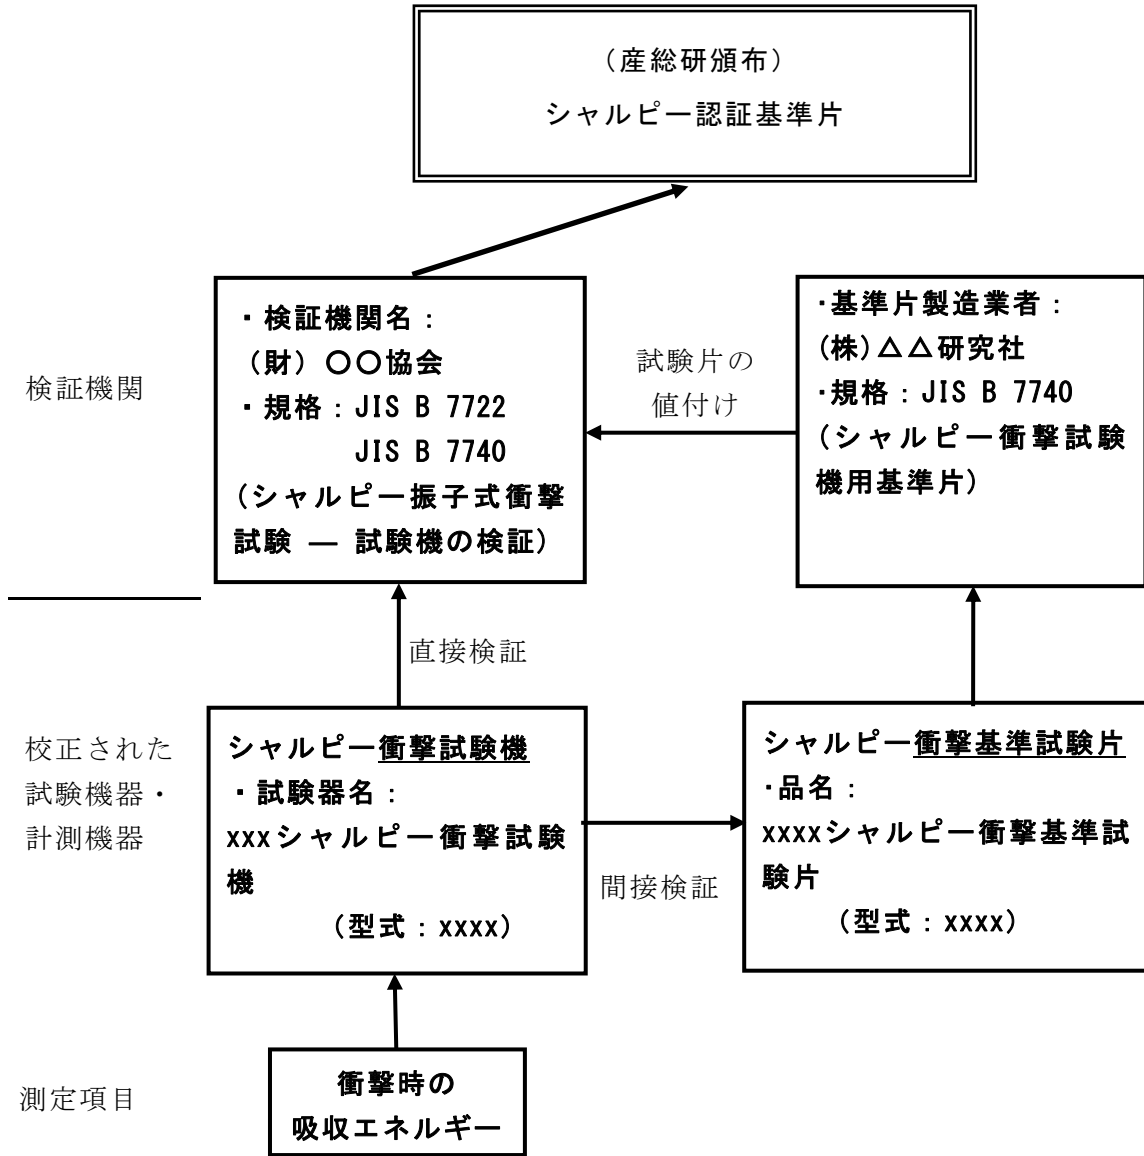 （産総研頒布）
シャルピー認証基準片
検証機関
・検証機関名：
（財）〇〇協会
・規格：JIS B 7722
JIS B 7740
（シャルピー振子式衝撃
試験 ― 試験機の検証）
試験片の
値付け
・基準片製造業者：
(株)△△研究社
・規格：JIS B 7740
（シャルピー衝撃試験
機用基準片）
直接検証
校正された
試験機器・
計測機器
シャルピー衝撃試験機
・試験器名：
xxxシャルピー衝撃試験
機
（型式：xxxx）
間接検証
シャルピー衝撃基準試験片
・品名：
xxxxシャルピー衝撃基準試
験片
（型式：xxxx）
測定項目
衝撃時の
吸収エネルギー